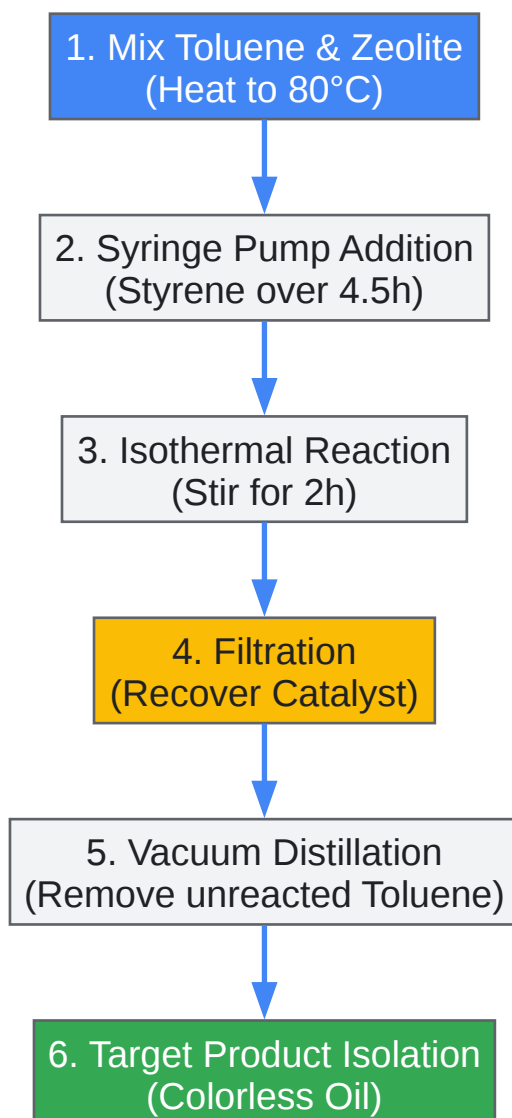 1. Mix Toluene & Zeolite
(Heat to 80°C)
2. Syringe Pump Addition
(Styrene over 4.5h)
3. Isothermal Reaction
(Stir for 2h)
4. Filtration
(Recover Catalyst)
5. Vacuum Distillation
(Remove unreacted Toluene)
6. Target Product Isolation
(Colorless Oil)